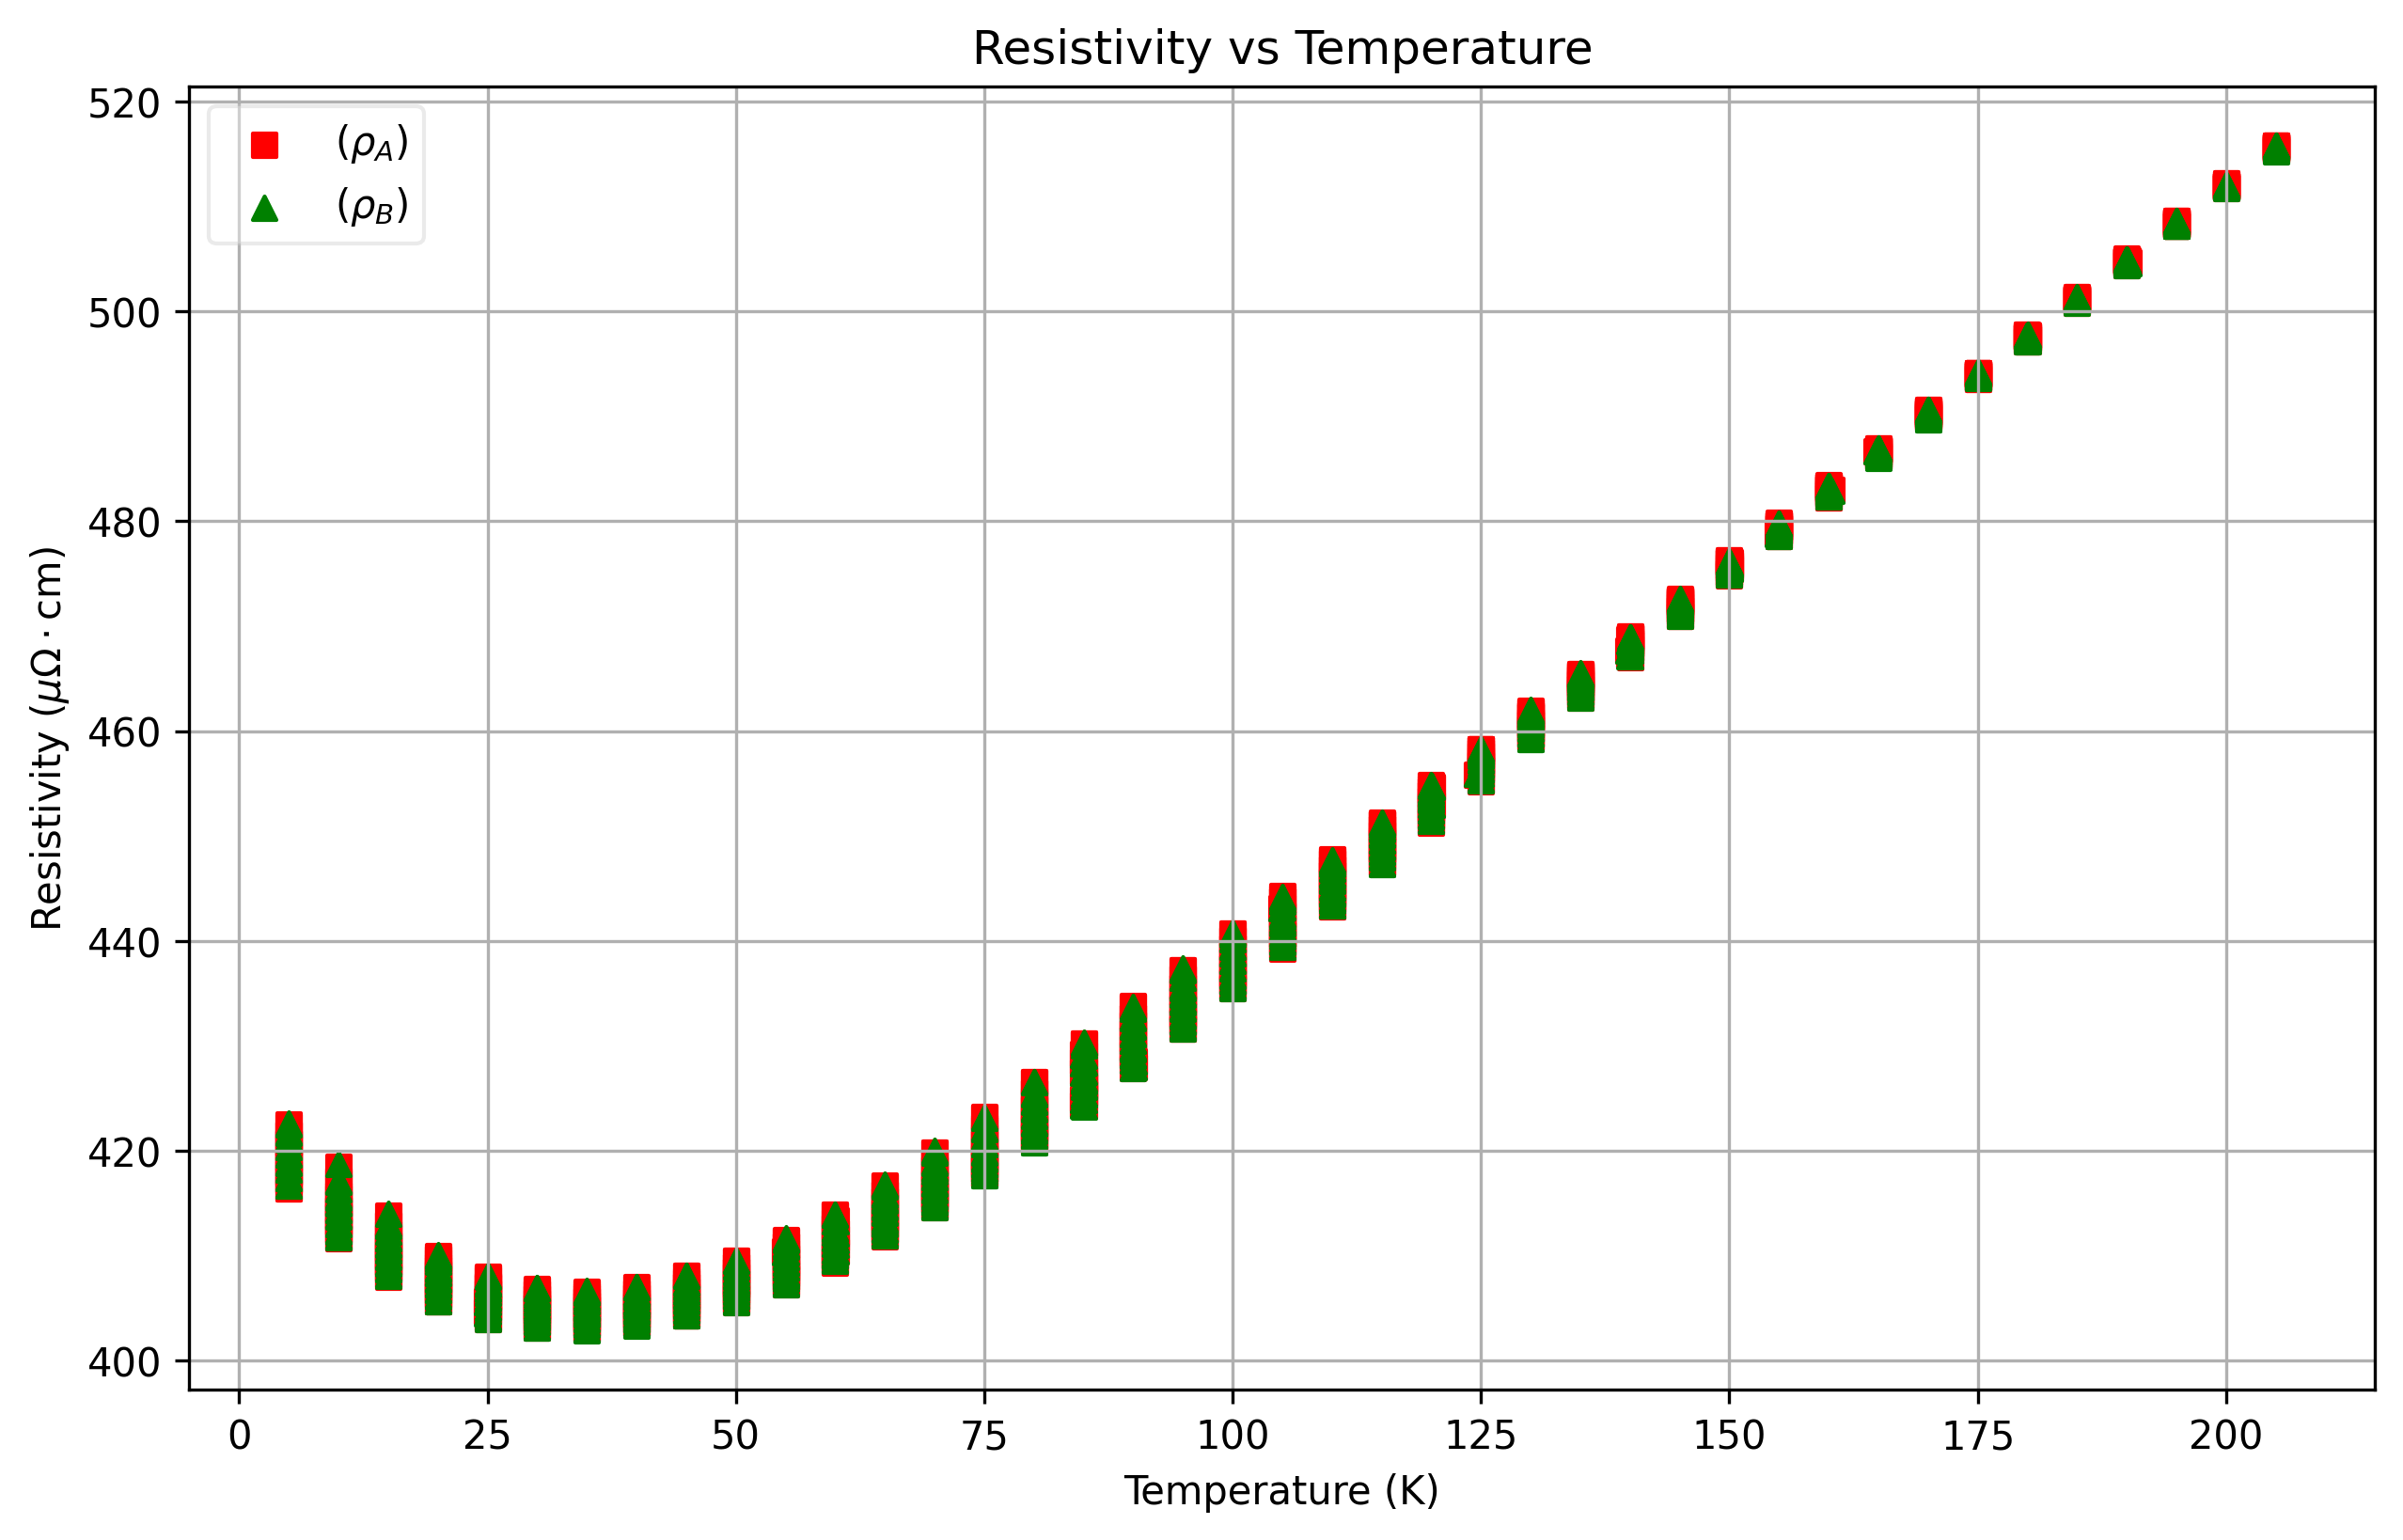 Resistivity vs Temperature
(ρA)
(ρB)
Resistivity (μΩ · cm)
520
500
480
460
440
420
400
0 25 50 75 100 125 150 175 200
Temperature (K)